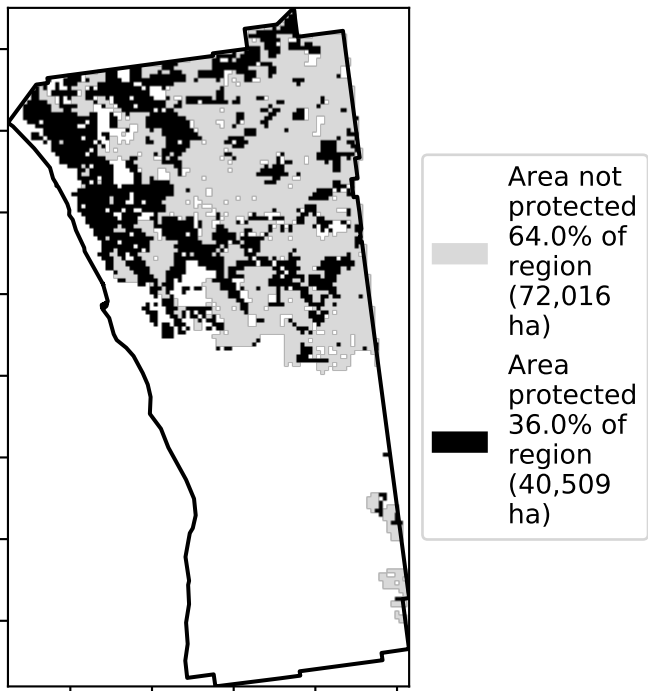 Area not
protected
64.0% of
region
(72,016
ha)
Area
protected
36.0% of
region
(40,509
ha)